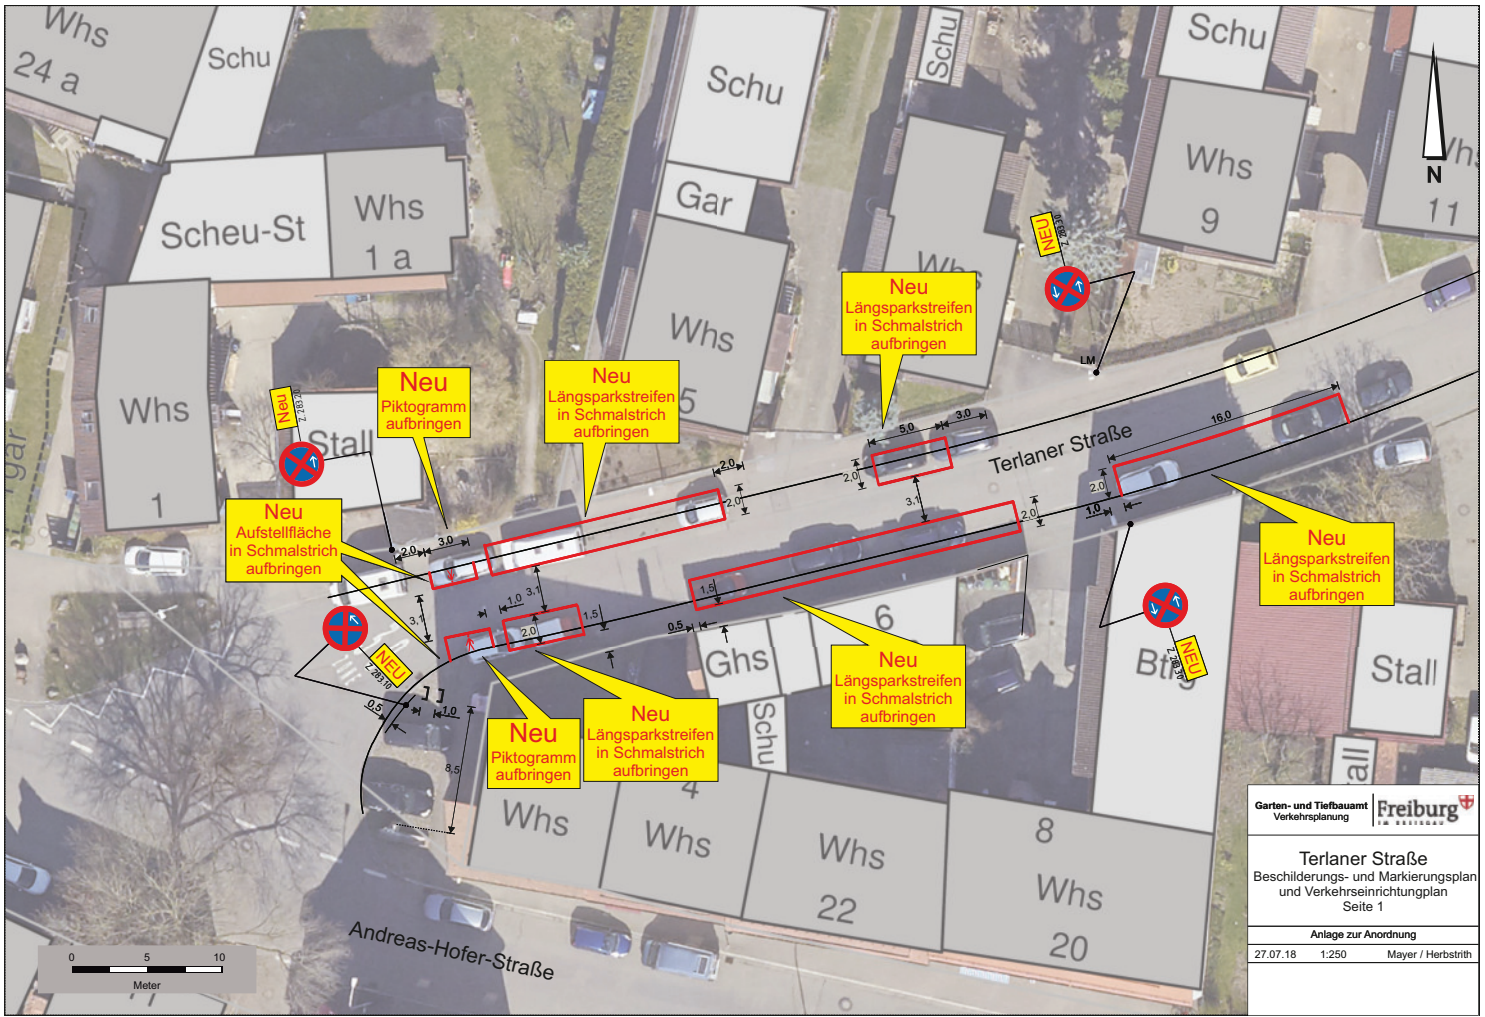 Whs
24 a
Schu
Schu
Schu
Schu
Whs
9
Whs
11
N
Scheu-St
Whs
1 a
Gar
Whs
5
Whs
NEU
Z. 283.30
LM
Neu
Längsparkstreifen
in Schmalstrich
aufbringen
Neu
Längsparkstreifen
in Schmalstrich
aufbringen
Neu
Piktogramm
aufbringen
Neu
Z. 283.20
Stall
Whs
1
Neu
Aufstellfläche
in Schmalstrich
aufbringen
2,0
3,0
2,0
2,0
5,0
3,0
2,0
3,1
Terlaner Straße
16,0
2,0
1,0
2,0
3,1
1,0
3,1
2,0
1,5
1,5
0,5
NEU
Z. 283.10
0,5
1,0
8,5
Neu
Piktogramm
aufbringen
Neu
Längsparkstreifen
in Schmalstrich
aufbringen
Neu
Längsparkstreifen
in Schmalstrich
aufbringen
Neu
Längsparkstreifen
in Schmalstrich
aufbringen
NEU
Z. 283.30
Ghs
6
Schu
Btrg
Stall
Whs
4
Whs
Whs
22
8
Whs
20
Andreas-Hofer-Straße
0 5 10
Meter
Garten- und Tiefbauamt
Verkehrsplanung
Freiburg
IM BREISGAU
Terlaner Straße
Beschilderungs- und Markierungsplan
und Verkehrseinrichtungplan
Seite 1
Anlage zur Anordnung
27.07.18 1:250 Mayer / Herbstrith